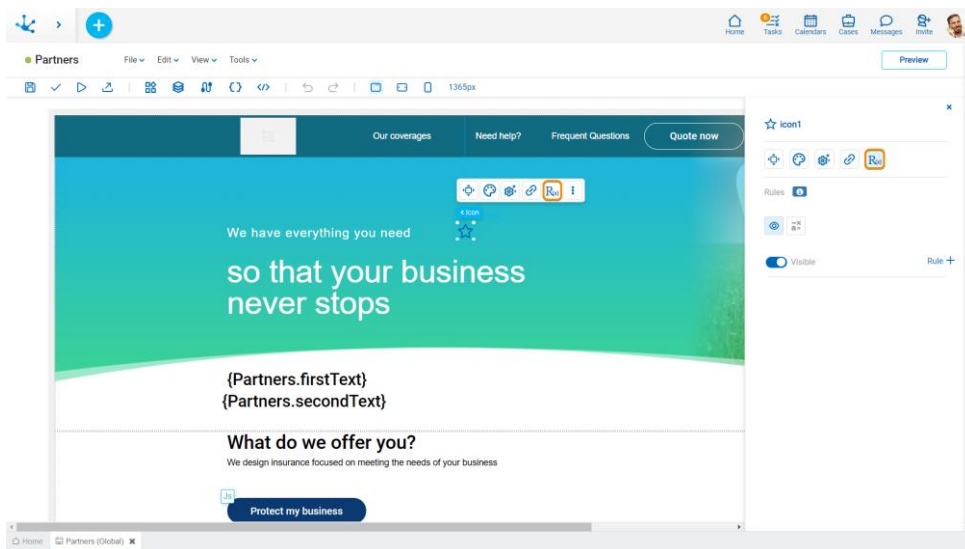 Home
6
Tasks
Calendars
Cases
Messages
Invite
Partners
File
Edit
View
Tools
Preview
1365px
Our coverages
Need help?
Frequent Questions
Quote now
icon1
R(x)
Rules
R(x)
Icon
We have everything you need
so that your business
never stops
Visible
Rule +
{Partners.firstText}
{Partners.secondText}
What do we offer you?
We design insurance focused on meeting the needs of your business
Js
Protect my business
Home
Partners (Global)